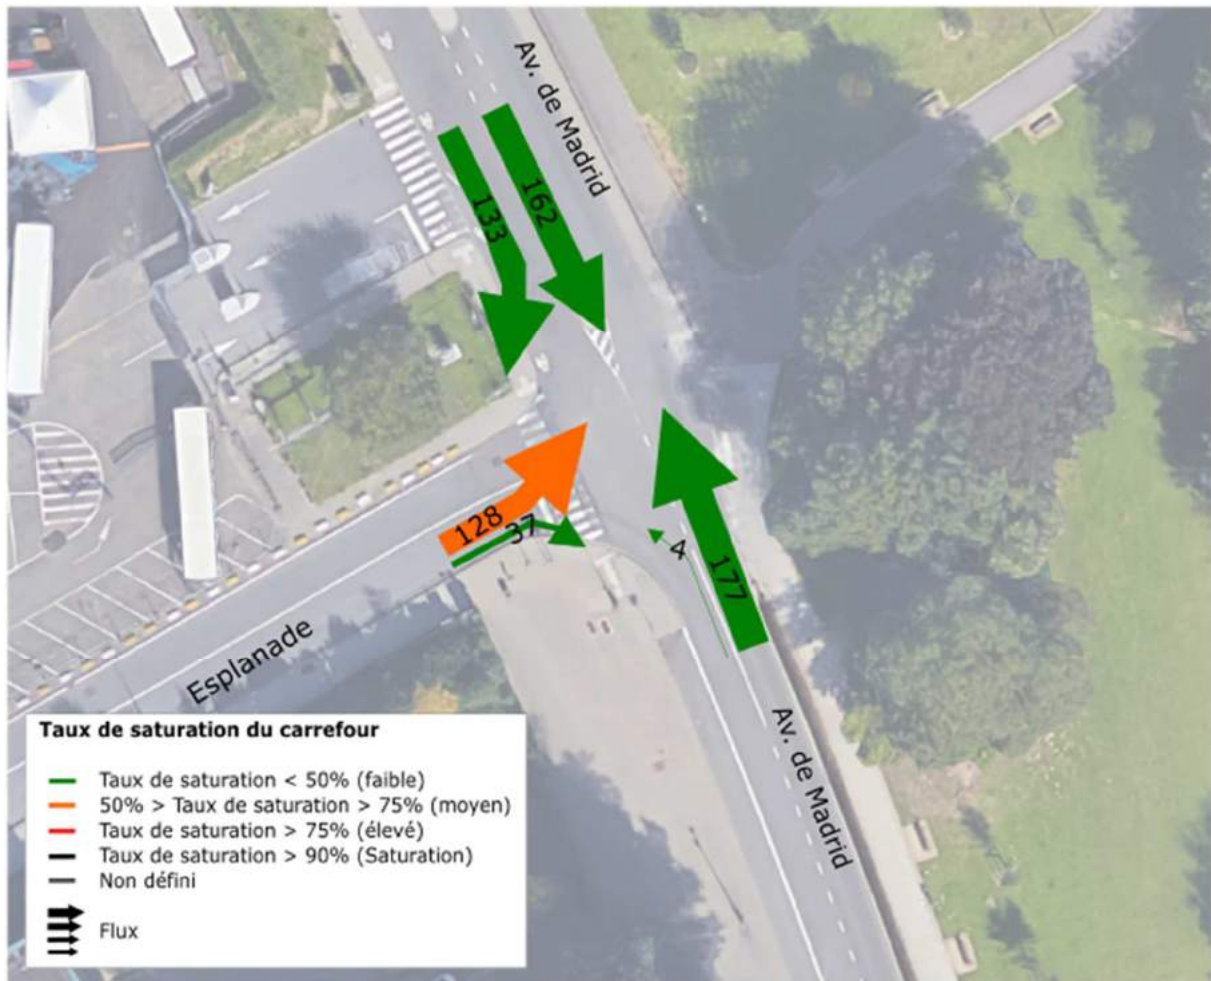 Av. de Madrid
162
133
128
37
4
177
Esplanade
Av. de Madrid
Taux de saturation du carrefour
Taux de saturation < 50% (faible)
50% > Taux de saturation > 75% (moyen)
Taux de saturation > 75% (élevé)
Taux de saturation > 90% (Saturation)
Non défini
Flux